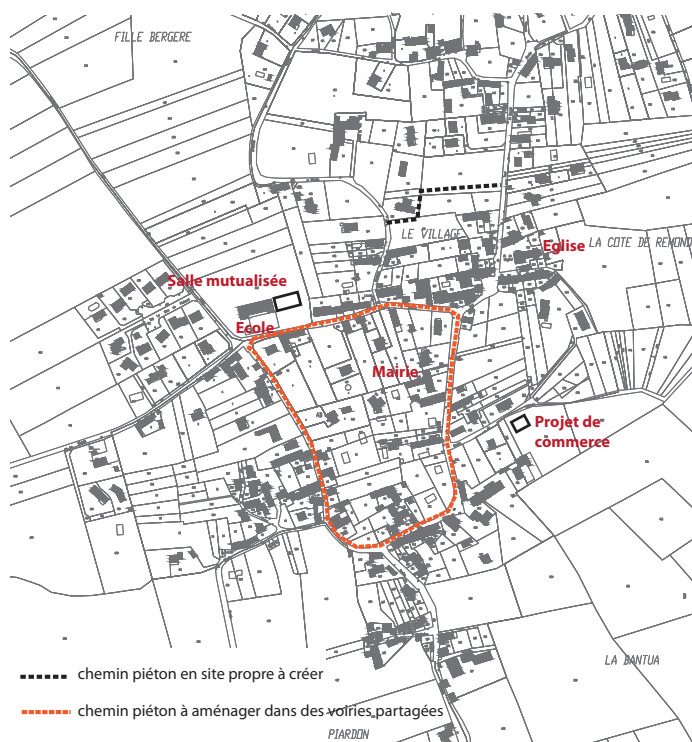 FILLE BERGERE
LE VILLAGE
Eglise
LA COTE DE REMOND
Salle mutualisée
Ecole
Mairie
Projet de
commerce
LA BANTUA
chemin piéton en site propre à créer
chemin piéton à aménager dans des voiries partagées
PIARDON